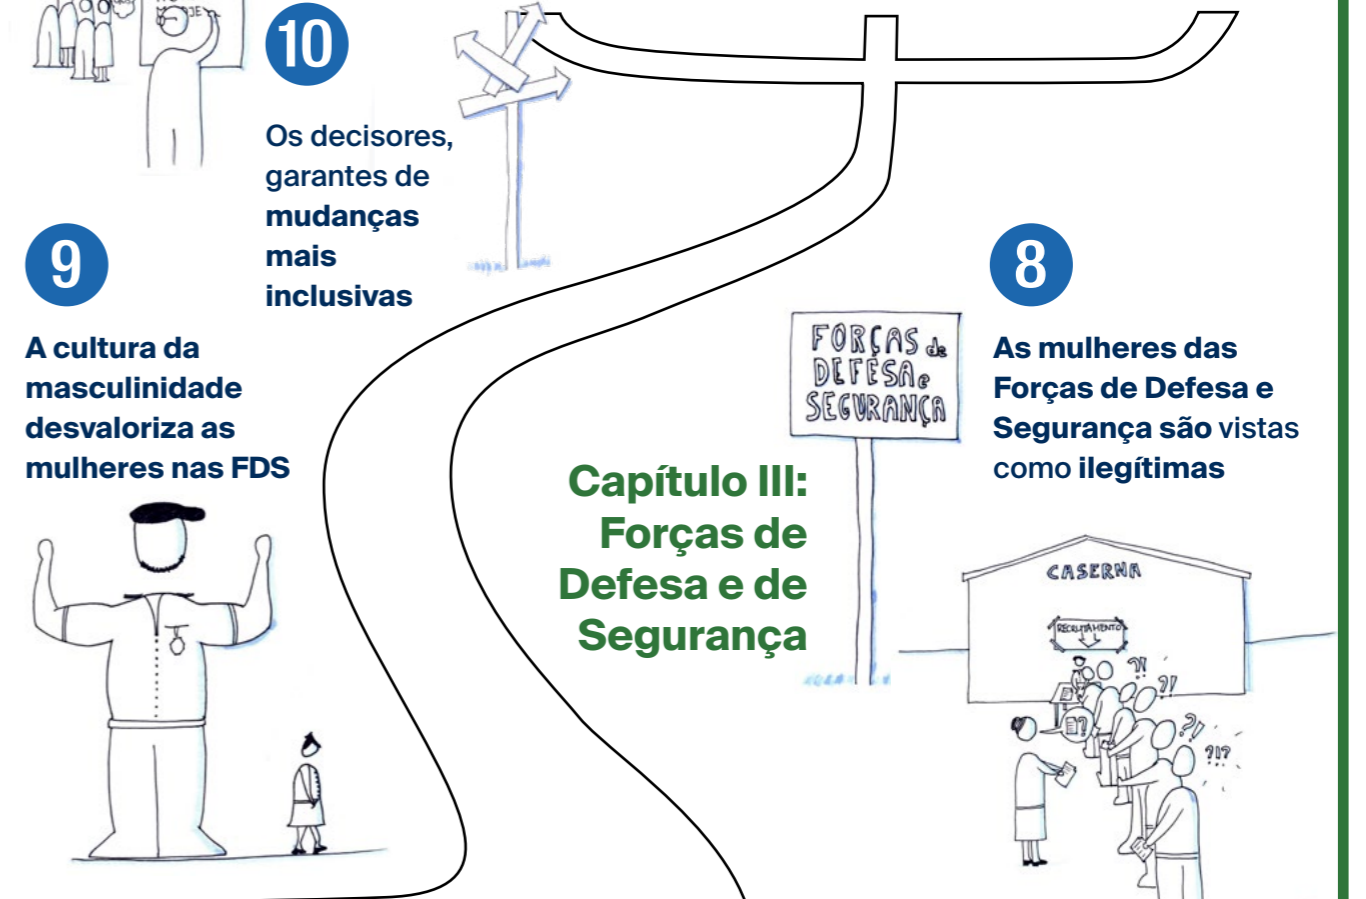 10
Os decisores,
garantes de
mudanças
mais
inclusivas
9
A cultura da
masculinidade
desvaloriza as
mulheres nas FDS
8
As mulheres das
Forças de Defesa e
Segurança são vistas
como ilegítimas
FORÇAS de
DEFESA e
SEGURANÇA
Capítulo III:
Forças de
Defesa e de
Segurança
CASERNA
RECRUTAMENTO
?!
?!
?
?!
?!?